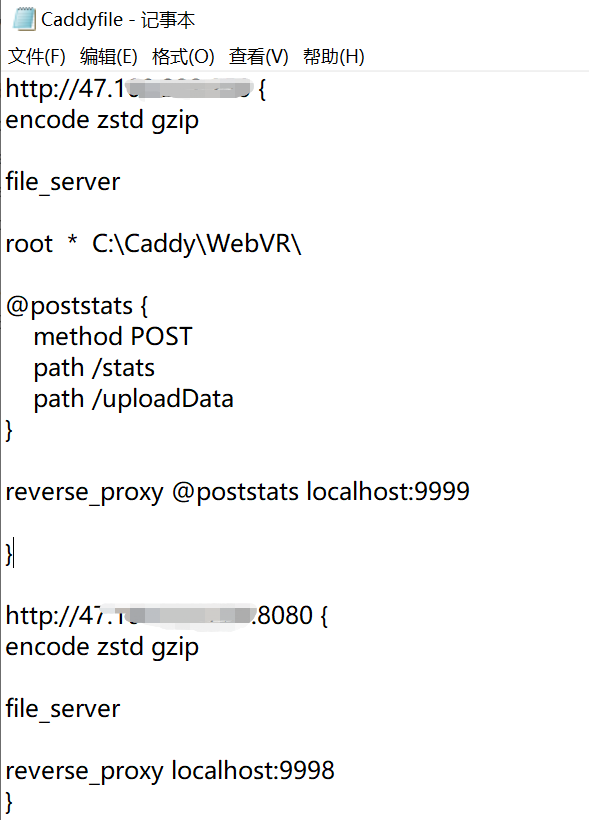 Caddyfile - 记事本
文件(F) 编辑(E) 格式(O) 查看(V) 帮助(H)
http://47.1 {
encode zstd gzip
file_server
root * C:\Caddy\WebVR\
@poststats {
method POST
path /stats
path /uploadData
}
reverse_proxy @poststats localhost:9999
}
http://47.1 :8080 {
encode zstd gzip
file_server
reverse_proxy localhost:9998
}